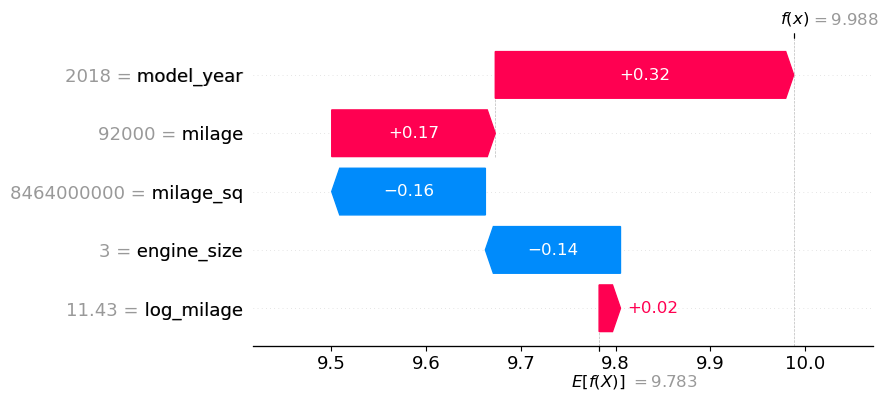 f(x) = 9.988
2018 = model_year
+0.32
92000 = milage
+0.17
8464000000 = milage_sq
−0.16
3 = engine_size
−0.14
11.43 = log_milage
+0.02
9.5 9.6 9.7 9.8 9.9 10.0
E[f(X)] = 9.783